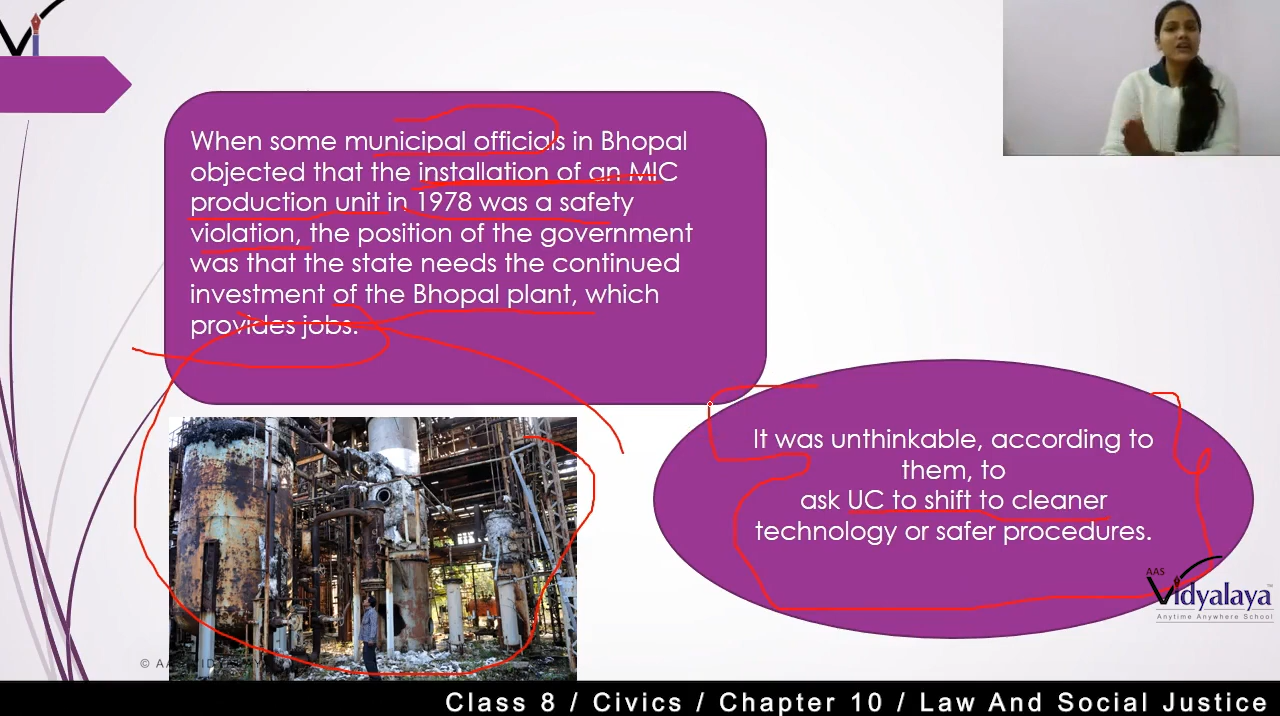 When some municipal officials in Bhopal
objected that the installation of an MIC
production unit in 1978 was a safety
violation, the position of the government
was that the state needs the continued
investment of the Bhopal plant, which
provides jobs.
It was unthinkable, according to
them, to
ask UC to shift to cleaner
technology or safer procedures.
AAS
Vidyalaya
Anytime Anywhere School
Class 8 / Civics / Chapter 10 / Law And Social Justice